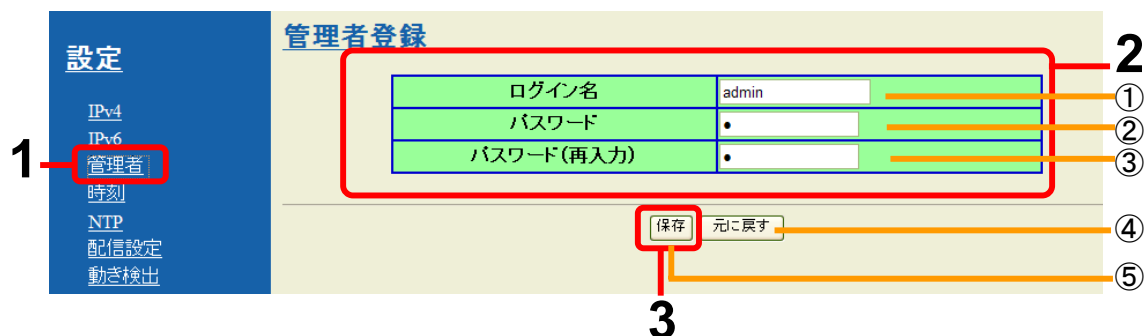 設定
IPv4
IPv6
管理者
時刻
NTP
配信設定
動き検出
1
管理者登録
2
ログイン名 admin ①
パスワード • ②
パスワード(再入力) • ③
保存 元に戻す ④
⑤
3